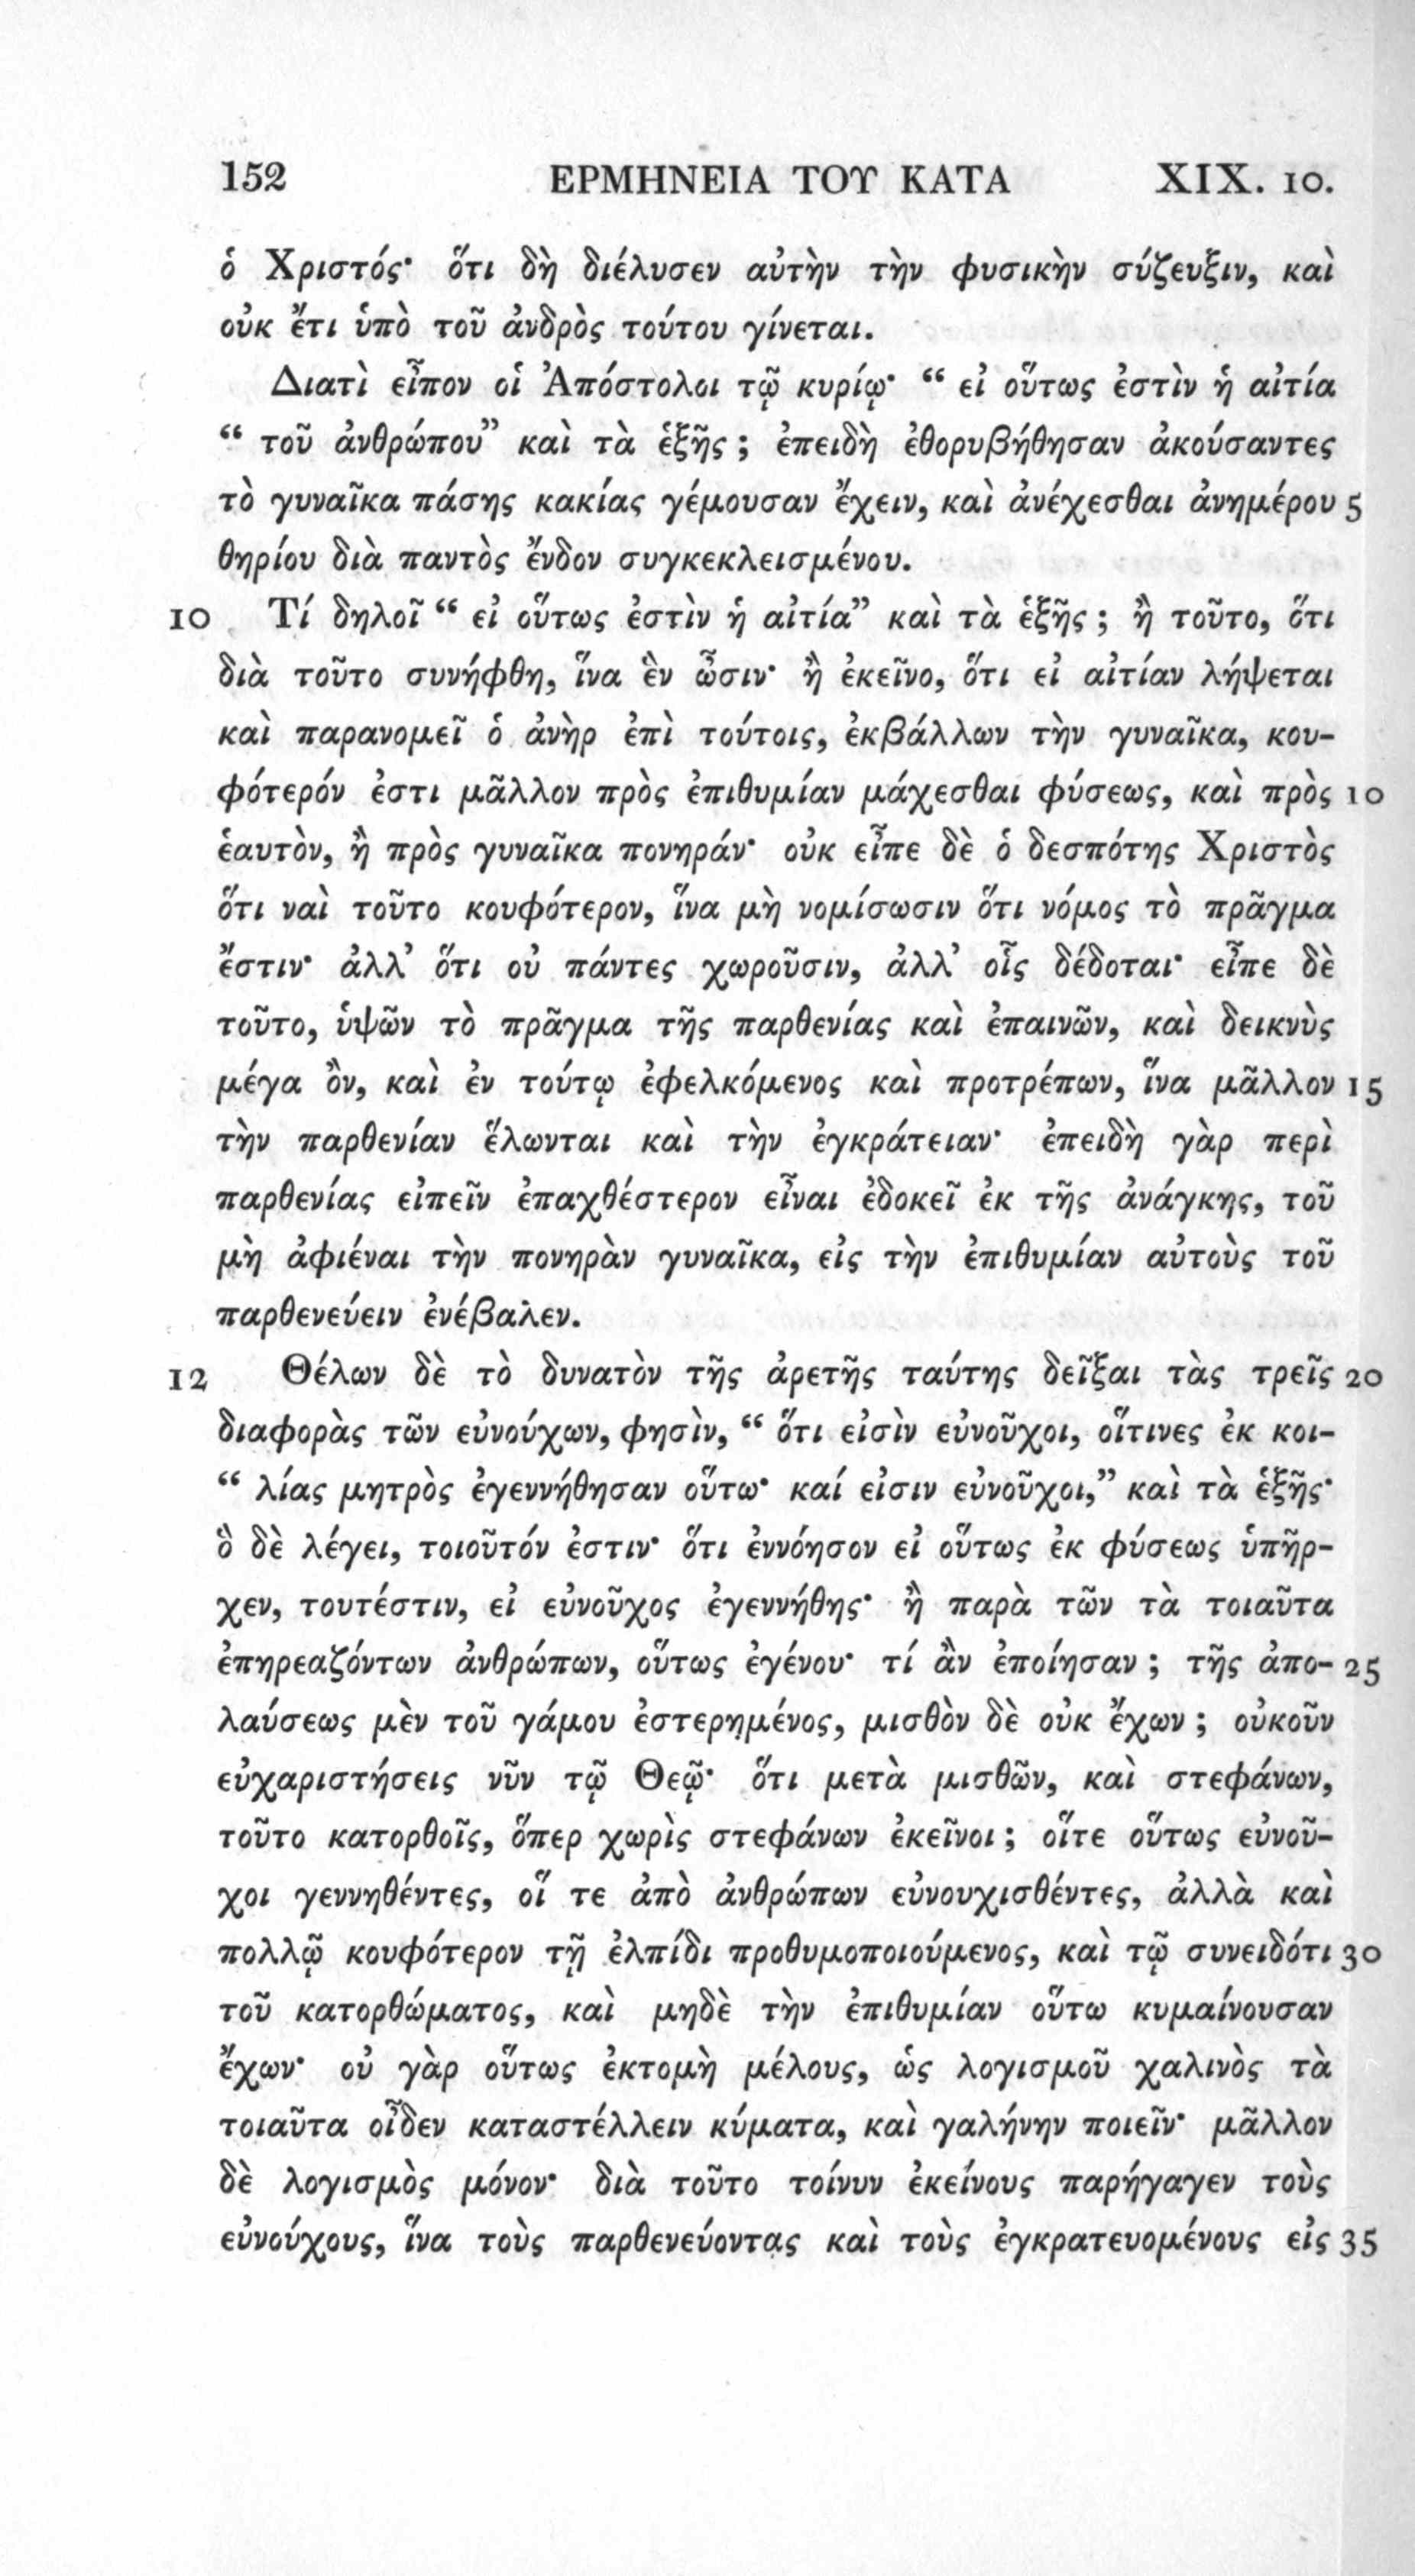 152 ΕΡΜΗΝΕΙΑ ΤΟΥ ΚΑΤΑ XIX. 10.
ὁ Χριστός· ὅτι δὴ διέλυσεν αὐτὴν τὴν φυσικὴν σύζευξιν, καὶ
οὐκ ἔτι ὑπὸ τοῦ ἀνδρὸς τούτου γίνεται.
Διατὶ εἶπον οἱ Ἀπόστολοι τῷ κυρίῳ· “ εἰ οὕτως ἐστὶν ἡ αἰτία
“ τοῦ ἀνθρώπου” καὶ τὰ ἑξῆς ; ἐπειδὴ ἐθορυβήθησαν ἀκούσαντες
τὸ γυναῖκα πάσης κακίας γέμουσαν ἔχειν, καὶ ἀνέχεσθαι ἀνημέρου 5
θηρίου διὰ παντὸς ἔνδον συγκεκλεισμένου.
10 Τί δηλοῖ “ εἰ οὕτως ἐστὶν ἡ αἰτία” καὶ τὰ ἑξῆς ; ἢ τοῦτο, ὅτι
διὰ τοῦτο συνήφθη, ἵνα ἓν ὦσιν· ἢ ἐκεῖνο, ὅτι εἰ αἰτίαν λήψεται
καὶ παρανομεῖ ὁ ἀνὴρ ἐπὶ τούτοις, ἐκβάλλων τὴν γυναῖκα, κου-
φότερόν ἐστι μᾶλλον πρὸς ἐπιθυμίαν μάχεσθαι φύσεως, καὶ πρὸς 10
ἑαυτὸν, ἢ πρὸς γυναῖκα πονηράν· οὐκ εἶπε δὲ ὁ δεσπότης Χριστὸς
ὅτι ναὶ τοῦτο κουφότερον, ἵνα μὴ νομίσωσιν ὅτι νόμος τὸ πρᾶγμα
ἔστιν· ἀλλ’ ὅτι οὐ πάντες χωροῦσιν, ἀλλ’ οἷς δέδοται· εἶπε δὲ
τοῦτο, ὑψῶν τὸ πρᾶγμα τῆς παρθενίας καὶ ἐπαινῶν, καὶ δεικνὺς
μέγα ὂν, καὶ ἐν τούτῳ ἐφελκόμενος καὶ προτρέπων, ἵνα μᾶλλον 15
τὴν παρθενίαν ἕλωνται καὶ τὴν ἐγκράτειαν· ἐπειδὴ γὰρ περὶ
παρθενίας εἰπεῖν ἐπαχθέστερον εἶναι ἐδοκεῖ ἐκ τῆς ἀνάγκης, τοῦ
μὴ ἀφιέναι τὴν πονηρὰν γυναῖκα, εἰς τὴν ἐπιθυμίαν αὐτοὺς τοῦ
παρθενεύειν ἐνέβαλεν.
12 Θέλων δὲ τὸ δυνατὸν τῆς ἀρετῆς ταύτης δεῖξαι τὰς τρεῖς 20
διαφορὰς τῶν εὐνούχων, φησὶν, “ ὅτι εἰσὶν εὐνοῦχοι, οἵτινες ἐκ κοι-
“ λίας μητρὸς ἐγεννήθησαν οὕτω· καί εἰσιν εὐνοῦχοι,” καὶ τὰ ἑξῆς·
ὃ δὲ λέγει, τοιοῦτόν ἐστιν· ὅτι ἐννόησον εἰ οὕτως ἐκ φύσεως ὑπῆρ-
χεν, τουτέστιν, εἰ εὐνοῦχος ἐγεννήθης· ἢ παρὰ τῶν τὰ τοιαῦτα
ἐπηρεαζόντων ἀνθρώπων, οὕτως ἐγένου· τί ἂν ἐποίησαν ; τῆς ἀπο- 25
λαύσεως μὲν τοῦ γάμου ἐστερημένος, μισθὸν δὲ οὐκ ἔχων ; οὐκοῦν
εὐχαριστήσεις νῦν τῷ Θεῷ· ὅτι μετὰ μισθῶν, καὶ στεφάνων,
τοῦτο κατορθοῖς, ὅπερ χωρὶς στεφάνων ἐκεῖνοι ; οἵτε οὕτως εὐνοῦ-
χοι γεννηθέντες, οἵ τε ἀπὸ ἀνθρώπων εὐνουχισθέντες, ἀλλὰ καὶ
πολλῷ κουφότερον τῇ ἐλπίδι προθυμοποιούμενος, καὶ τῷ συνειδότι 30
τοῦ κατορθώματος, καὶ μηδὲ τὴν ἐπιθυμίαν οὕτω κυμαίνουσαν
ἔχων· οὐ γὰρ οὕτως ἐκτομὴ μέλους, ὡς λογισμοῦ χαλινὸς τὰ
τοιαῦτα οἶδεν καταστέλλειν κύματα, καὶ γαλήνην ποιεῖν· μᾶλλον
δὲ λογισμὸς μόνον· διὰ τοῦτο τοίνυν ἐκείνους παρήγαγεν τοὺς
εὐνούχους, ἵνα τοὺς παρθενεύοντας καὶ τοὺς ἐγκρατευομένους εἰς 35